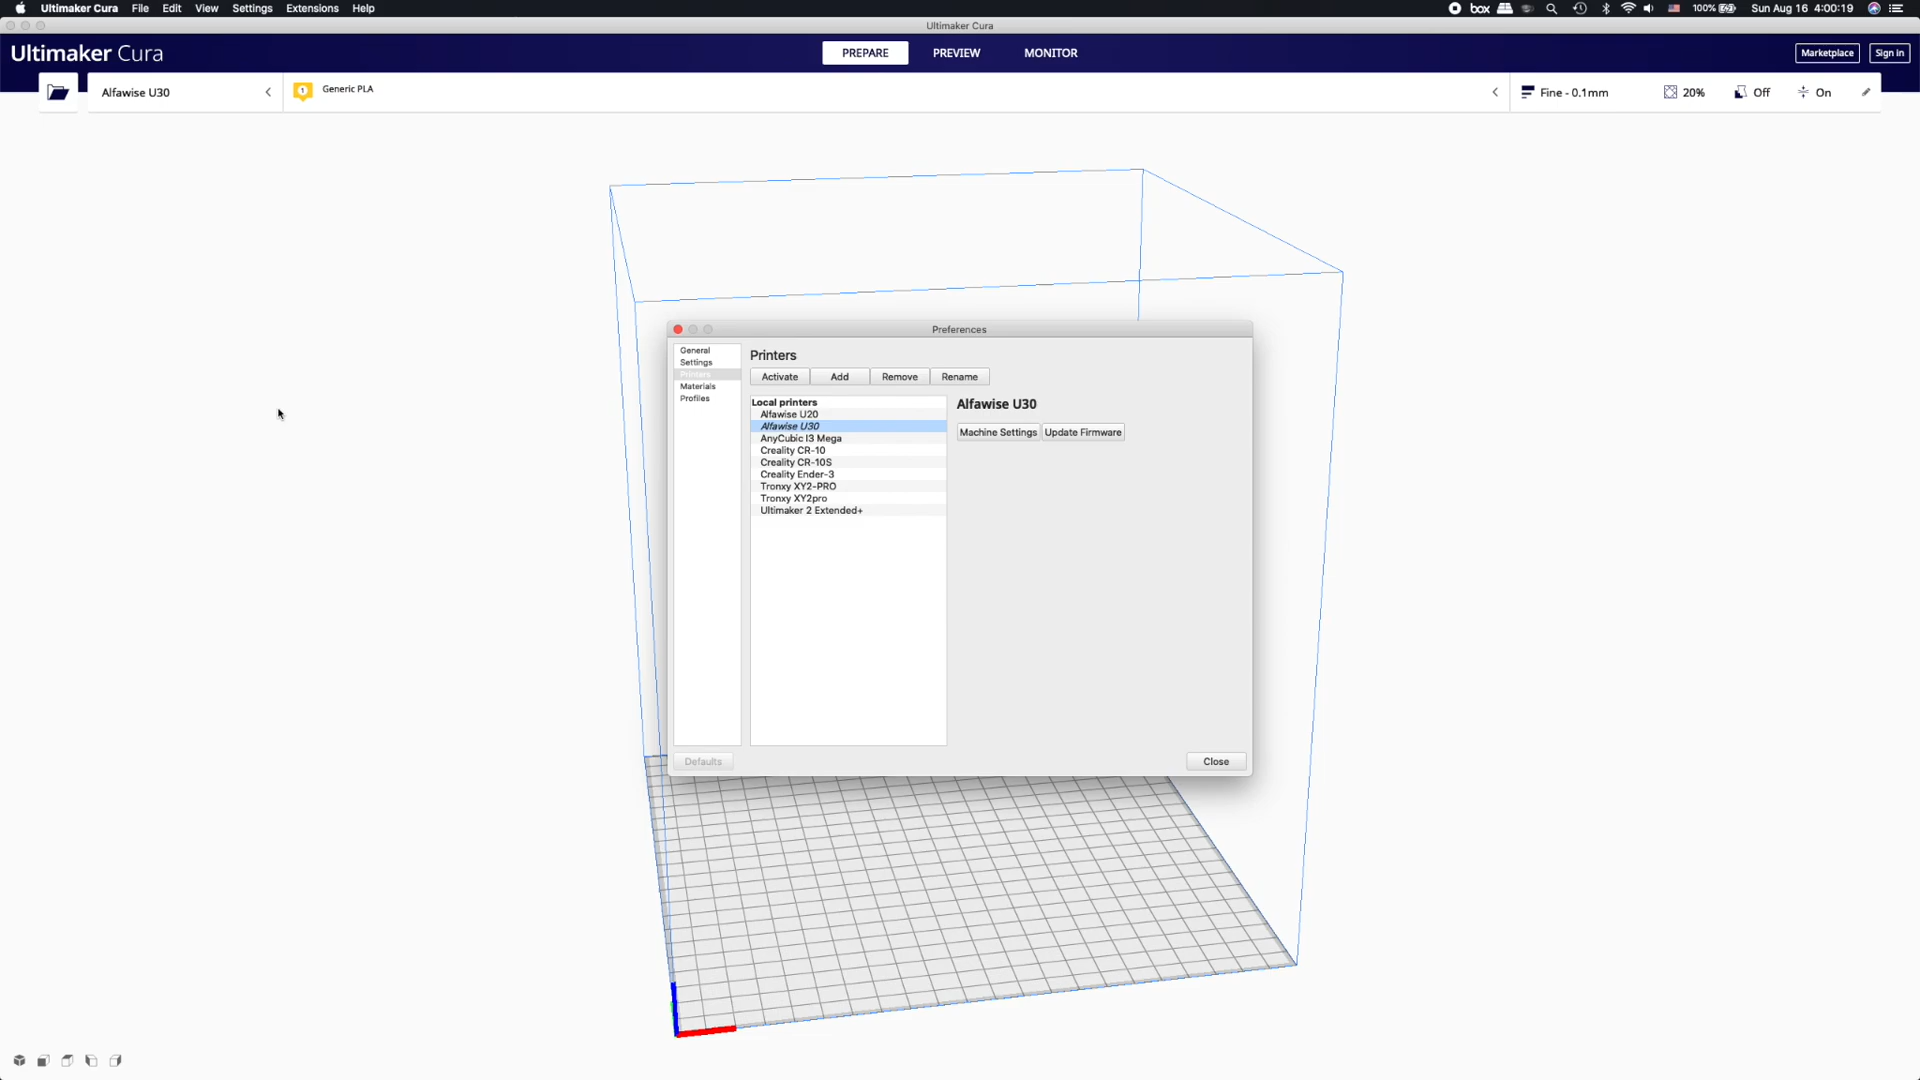 Ultimaker Cura File Edit View Settings Extensions Help
box 100% Sun Aug 16 4:00:19
Ultimaker Cura
Ultimaker Cura
PREPARE PREVIEW MONITOR
Marketplace Sign in
Alfawise U30
1 Generic PLA
Fine - 0.1mm 20% Off On
Preferences
General
Settings
Printers
Materials
Profiles
Printers
Activate Add Remove Rename
Local printers
Alfawise U20
Alfawise U30
AnyCubic I3 Mega
Creality CR-10
Creality CR-10S
Creality Ender-3
Tronxy XY2-PRO
Tronxy XY2pro
Ultimaker 2 Extended+
Alfawise U30
Machine Settings Update Firmware
Defaults
Close